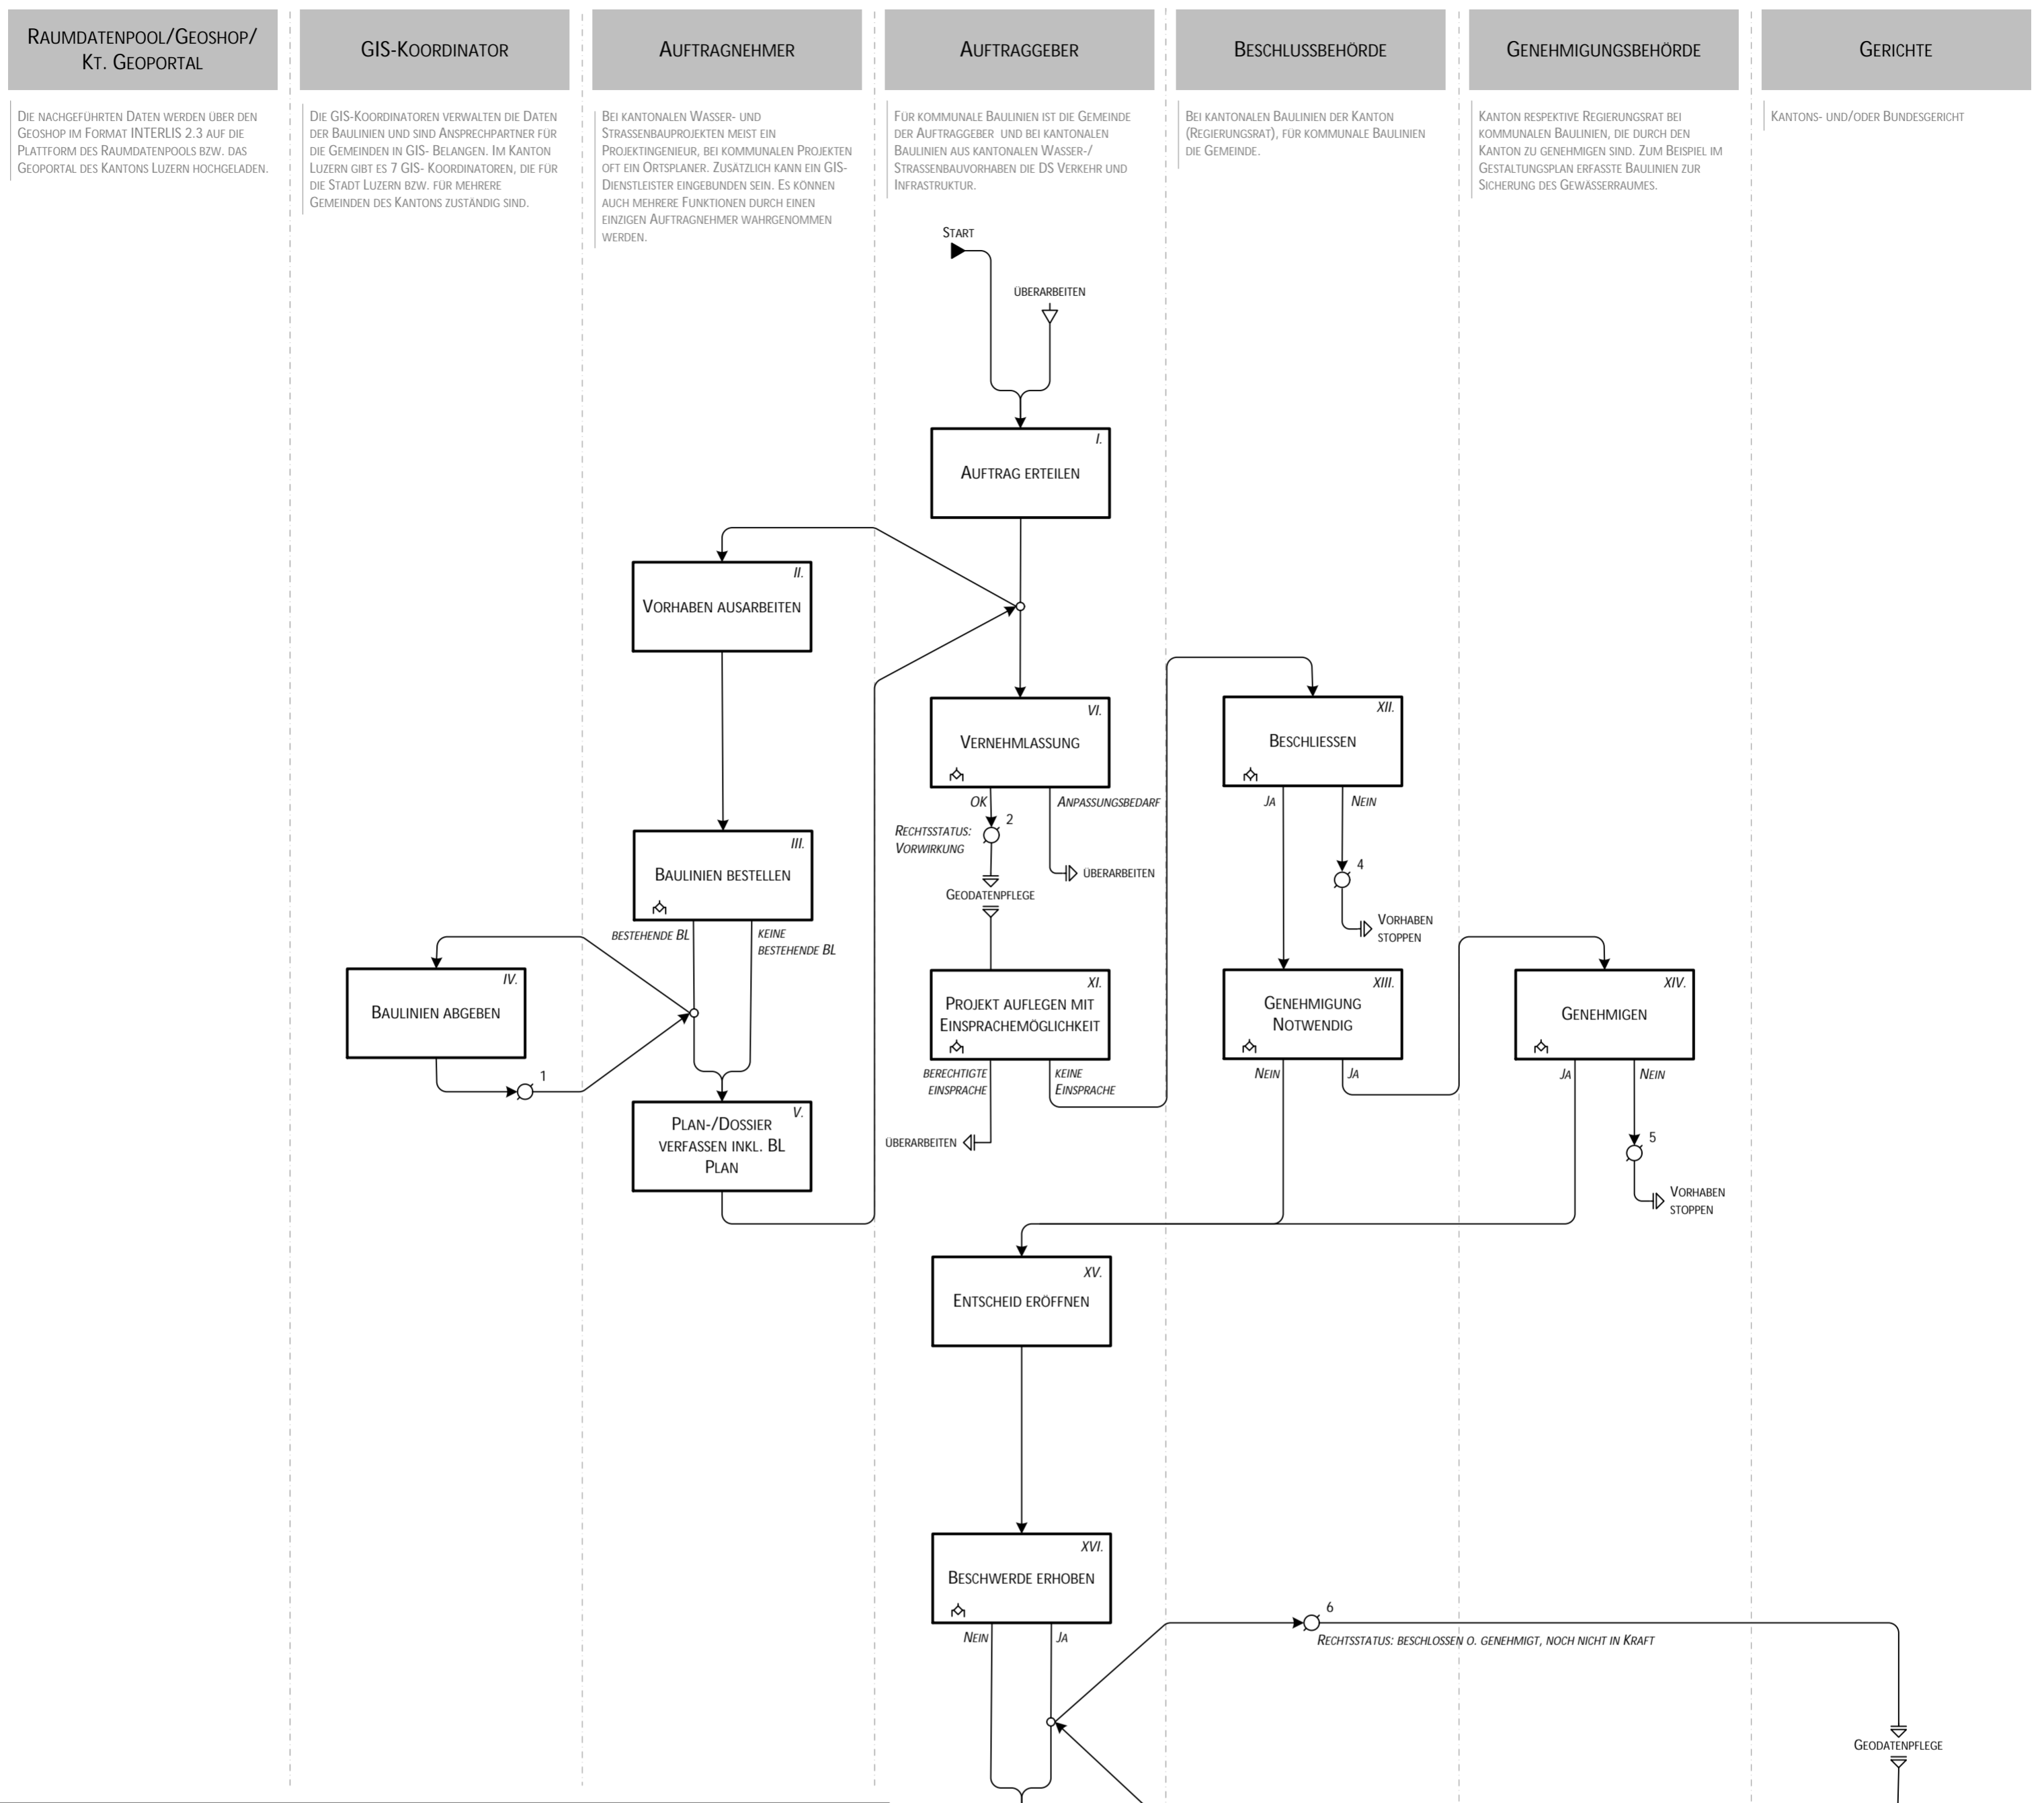 Raumdatenpool/Geoshop/
Kt. Geoportal
GIS-Koordinator
Auftragnehmer
Auftraggeber
Beschlussbehörde
Genehmigungsbehörde
Gerichte
Die nachgeführten Daten werden über den
Geoshop im Format INTERLIS 2.3 auf die
Plattform des Raumdatenpools bzw. das
Geoportal des Kantons Luzern hochgeladen.
Die GIS-Koordinatoren verwalten die Daten
der Baulinien und sind Ansprechpartner für
die Gemeinden in GIS- Belangen. Im Kanton
Luzern gibt es 7 GIS- Koordinatoren, die für
die Stadt Luzern bzw. für mehrere
Gemeinden des Kantons zuständig sind.
Bei kantonalen Wasser- und
Strassenbauprojekten meist ein
Projektingenieur, bei kommunalen Projekten
oft ein Ortsplaner. Zusätzlich kann ein GIS-
Dienstleister eingebunden sein. Es können
auch mehrere Funktionen durch einen
einzigen Auftragnehmer wahrgenommen
werden.
Für kommunale Baulinien ist die Gemeinde
der Auftraggeber und bei kantonalen
Baulinien aus kantonalen Wasser-/
Strassenbauvorhaben die DS Verkehr und
Infrastruktur.
Bei kantonalen Baulinien der Kanton
(Regierungsrat), für kommunale Baulinien
die Gemeinde.
Kanton respektive Regierungsrat bei
kommunalen Baulinien, die durch den
Kanton zu genehmigen sind. Zum Beispiel im
Gestaltungsplan erfasste Baulinien zur
Sicherung des Gewässerraumes.
Kantons- und/oder Bundesgericht
Start
überarbeiten
I.
Auftrag erteilen
II.
Vorhaben ausarbeiten
VI.
Vernehmlassung
XII.
Beschliessen
OK
Anpassungsbedarf
Ja
Nein
2
Rechtsstatus:
Vorwirkung
III.
Baulinien bestellen
4
überarbeiten
Geodatenpflege
Vorhaben
stoppen
bestehende BL
keine
bestehende BL
IV.
Baulinien abgeben
XI.
Projekt auflegen mit
Einsprachemöglichkeit
XIII.
Genehmigung
Notwendig
XIV.
Genehmigen
1
berechtigte
Einsprache
keine
Einsprache
Nein
Ja
Ja
Nein
V.
Plan-/Dossier
verfassen inkl. BL
Plan
überarbeiten
5
Vorhaben
stoppen
XV.
Entscheid eröffnen
XVI.
Beschwerde erhoben
Nein
Ja
6
Rechtsstatus: beschlossen o. genehmigt, noch nicht in Kraft
Geodatenpflege